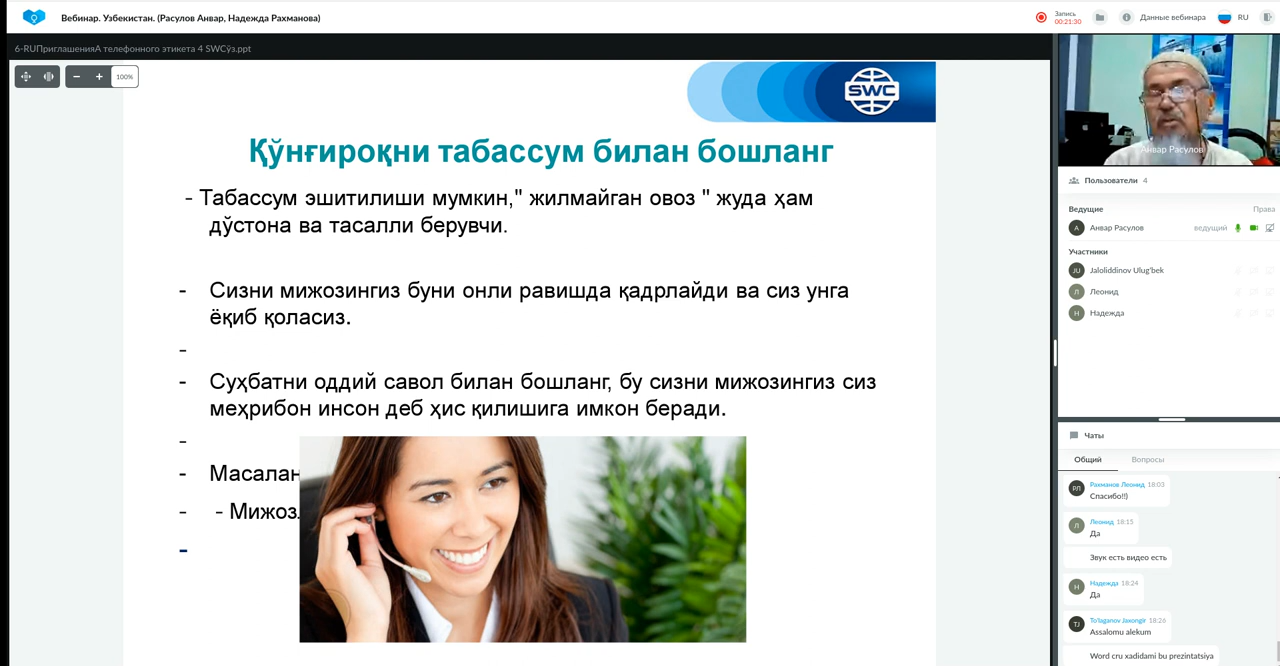 Вебинар. Узбекистан. (Расулов Анвар, Надежда Рахманова)
Запись
00:21:30
Данные вебинара
RU
6-RUПриглашенияА телефонного этикета 4 SWCўз.ppt
100%
SWC
Қўнғироқни табассум билан бошланг
- Табассум эшитилиши мумкин," жилмайган овоз " жуда ҳам
дўстона ва тасалли берувчи.
- Сизни мижозингиз буни онли равишда қадрлайди ва сиз унга
ёқиб қоласиз.
-
- Суҳбатни оддий савол билан бошланг, бу сизни мижозингиз сиз
меҳрибон инсон деб ҳис қилишига имкон беради.
-
- Масалан
- - Мижоз
-
Анвар Расулов
Пользователи 4
Ведущие Права
А Анвар Расулов ведущий
Участники
JU Jaloliddinov Ulug'bek
Л Леонид
Н Надежда
Чаты
Общий Вопросы
РЛ Рахманов Леонид 18:03
Спасибо!!)
Л Леонид 18:15
Да
Звук есть видео есть
Н Надежда 18:24
Да
TJ To'laganov Jaxongir 18:26
Assalomu alekum
Word cru xadidami bu prezintatsiya